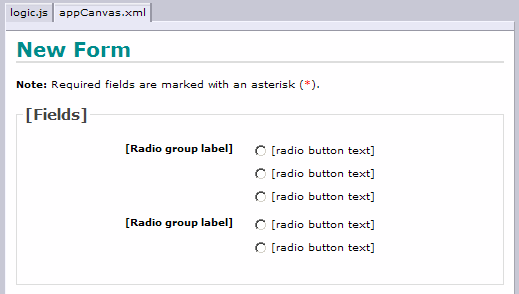 logic.js appCanvas.xml
New Form
Note: Required fields are marked with an asterisk (*).
[Fields]
[Radio group label] [radio button text]
[radio button text]
[radio button text]
[Radio group label] [radio button text]
[radio button text]